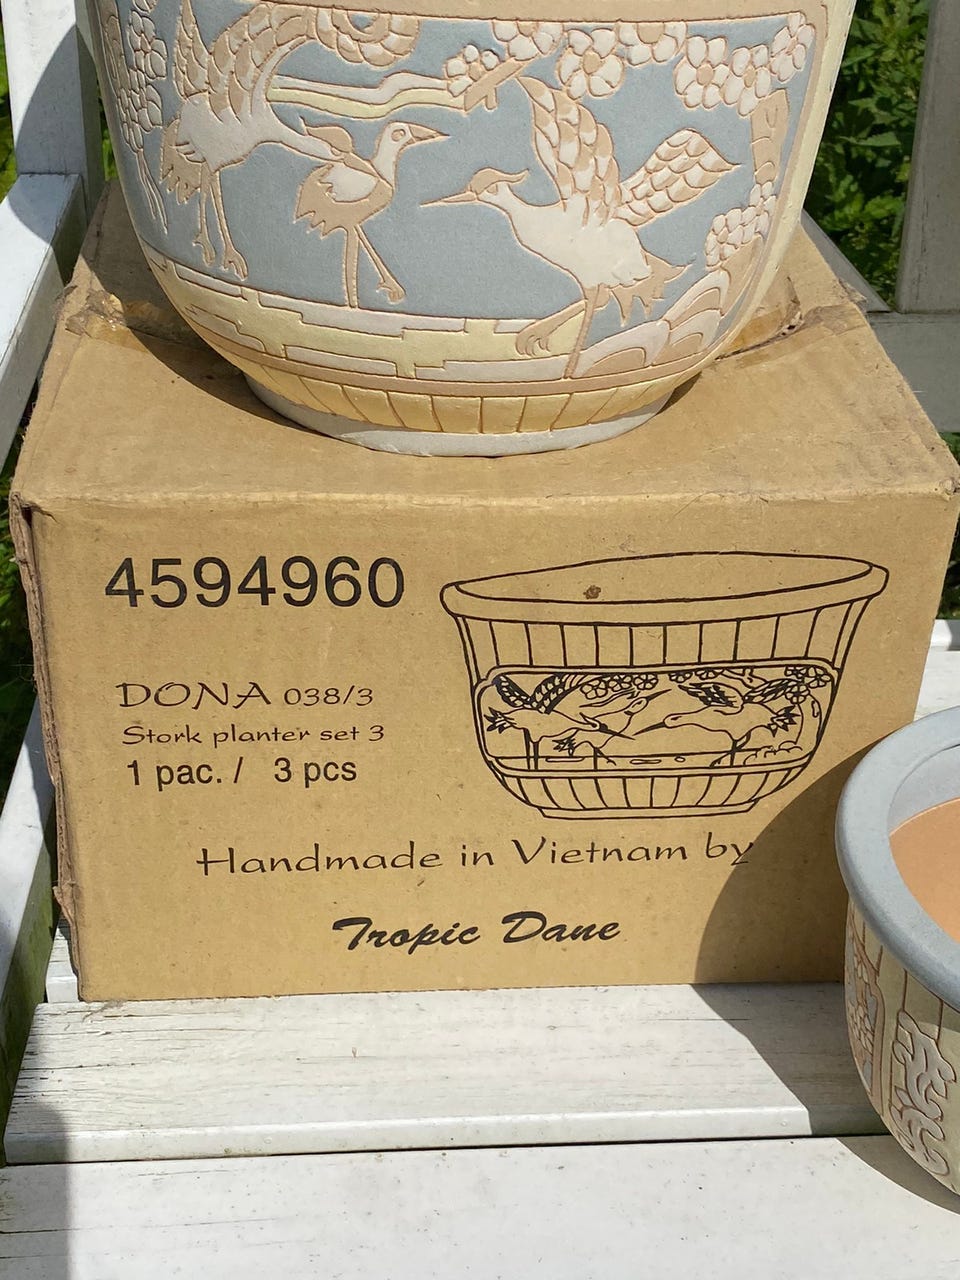 4594960
DONA 038/3
Stork planter set 3
1 pac. / 3 pcs
Handmade in Vietnam by
Tropic Dane